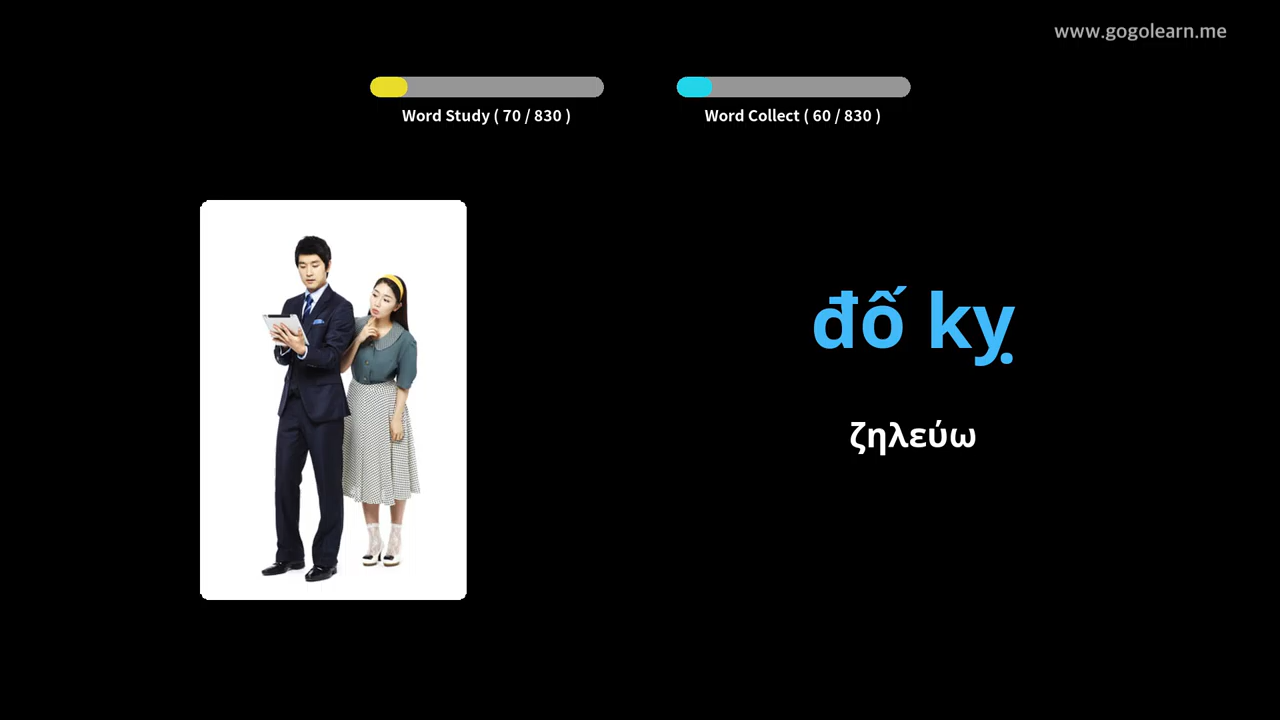 www.gogolearn.me
Word Study ( 70 / 830 )
Word Collect ( 60 / 830 )
đố kỵ
ζηλεύω